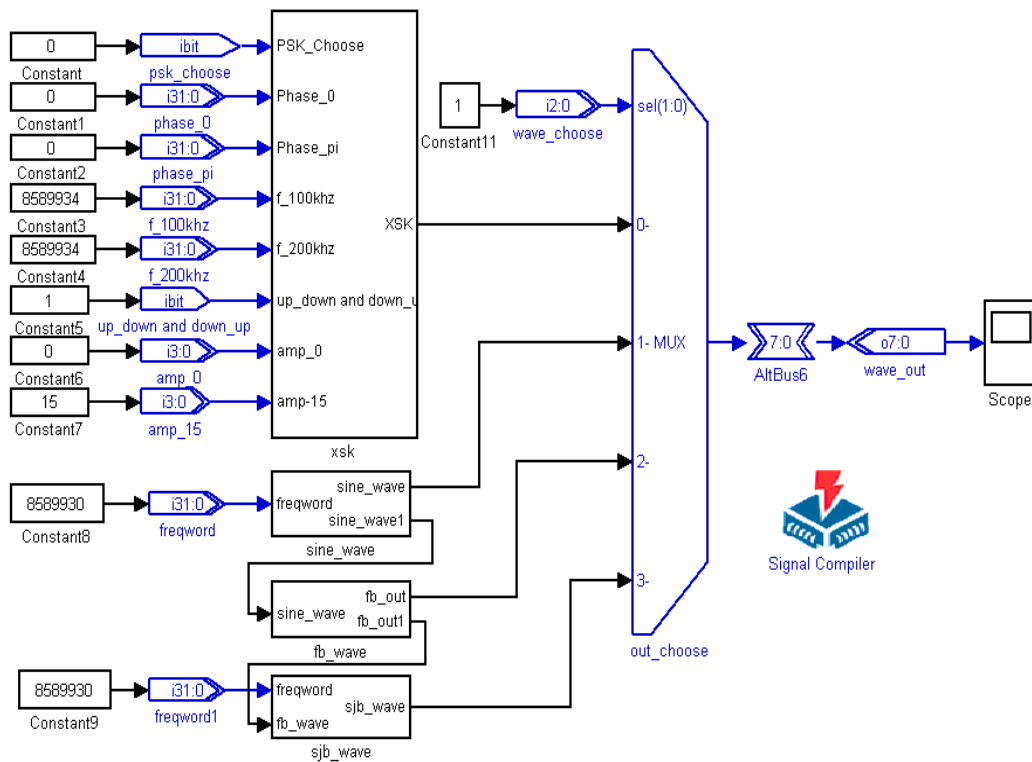 0
Constant
ibit
psk_choose
PSK_Choose
0
Constant1
i31:0
phase_0
Phase_0
0
Constant2
i31:0
phase_pi
Phase_pi
8589934
Constant3
i31:0
f_100khz
f_100khz
8589934
Constant4
i31:0
f_200khz
f_200khz
1
Constant5
ibit
up_down and down_up
up_down and down_u
0
Constant6
i3:0
amp_0
amp_0
15
Constant7
i3:0
amp_15
amp-15
XSK
xsk
1
Constant11
i2:0
wave_choose
sel(1:0)
0-
1- MUX
2-
3-
out_choose
7:0
AltBus6
o7:0
wave_out
Scope
8589930
Constant8
i31:0
freqword
freqword
sine_wave
sine_wave1
sine_wave
sine_wave
fb_out
fb_out1
fb_wave
8589930
Constant9
i31:0
freqword1
freqword
fb_wave
sjb_wave
sjb_wave
Signal Compiler